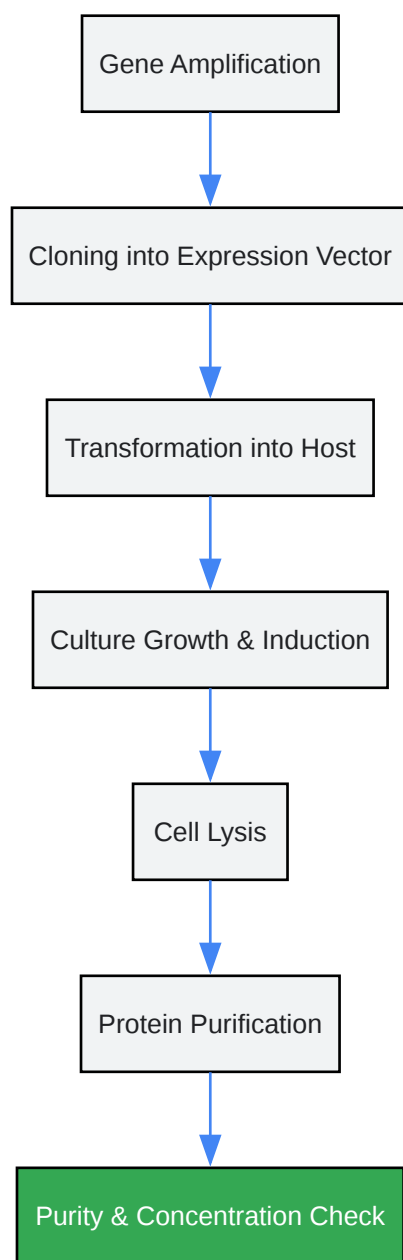 Gene Amplification
Cloning into Expression Vector
Transformation into Host
Culture Growth & Induction
Cell Lysis
Protein Purification
Purity & Concentration Check